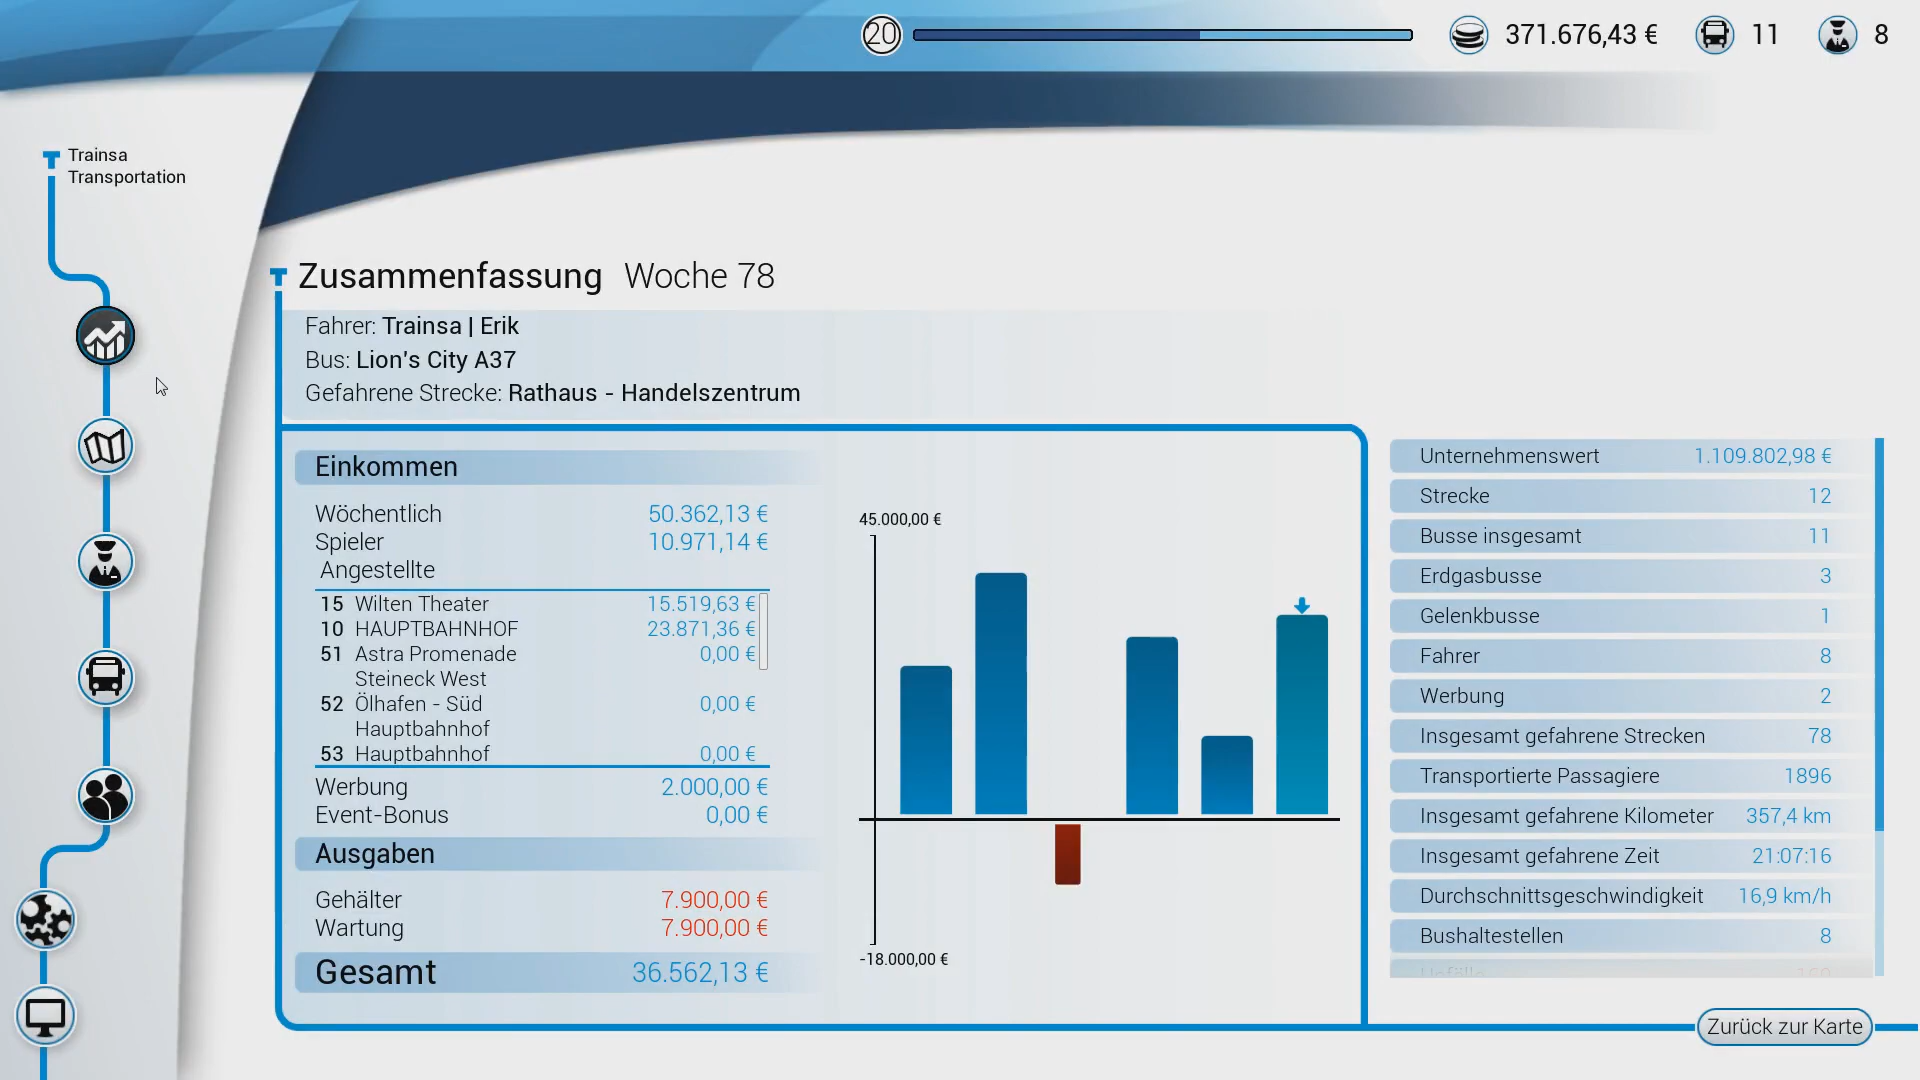 20
371.676,43 €
11
8
Trainsa
Transportation
Zusammenfassung Woche 78
Fahrer: Trainsa | Erik
Bus: Lion's City A37
Gefahrene Strecke: Rathaus - Handelszentrum
Einkommen
Wöchentlich 50.362,13 €
Spieler 10.971,14 €
Angestellte
15 Wilten Theater 15.519,63 €
10 HAUPTBAHNHOF 23.871,36 €
51 Astra Promenade 0,00 €
Steineck West
52 Ölhafen - Süd 0,00 €
Hauptbahnhof
53 Hauptbahnhof 0,00 €
Werbung 2.000,00 €
Event-Bonus 0,00 €
Ausgaben
Gehälter 7.900,00 €
Wartung 7.900,00 €
Gesamt 36.562,13 €
45.000,00 €
-18.000,00 €
Unternehmenswert 1.109.802,98 €
Strecke 12
Busse insgesamt 11
Erdgasbusse 3
Gelenkbusse 1
Fahrer 8
Werbung 2
Insgesamt gefahrene Strecken 78
Transportierte Passagiere 1896
Insgesamt gefahrene Kilometer 357,4 km
Insgesamt gefahrene Zeit 21:07:16
Durchschnittsgeschwindigkeit 16,9 km/h
Bushaltestellen 8
Zurück zur Karte